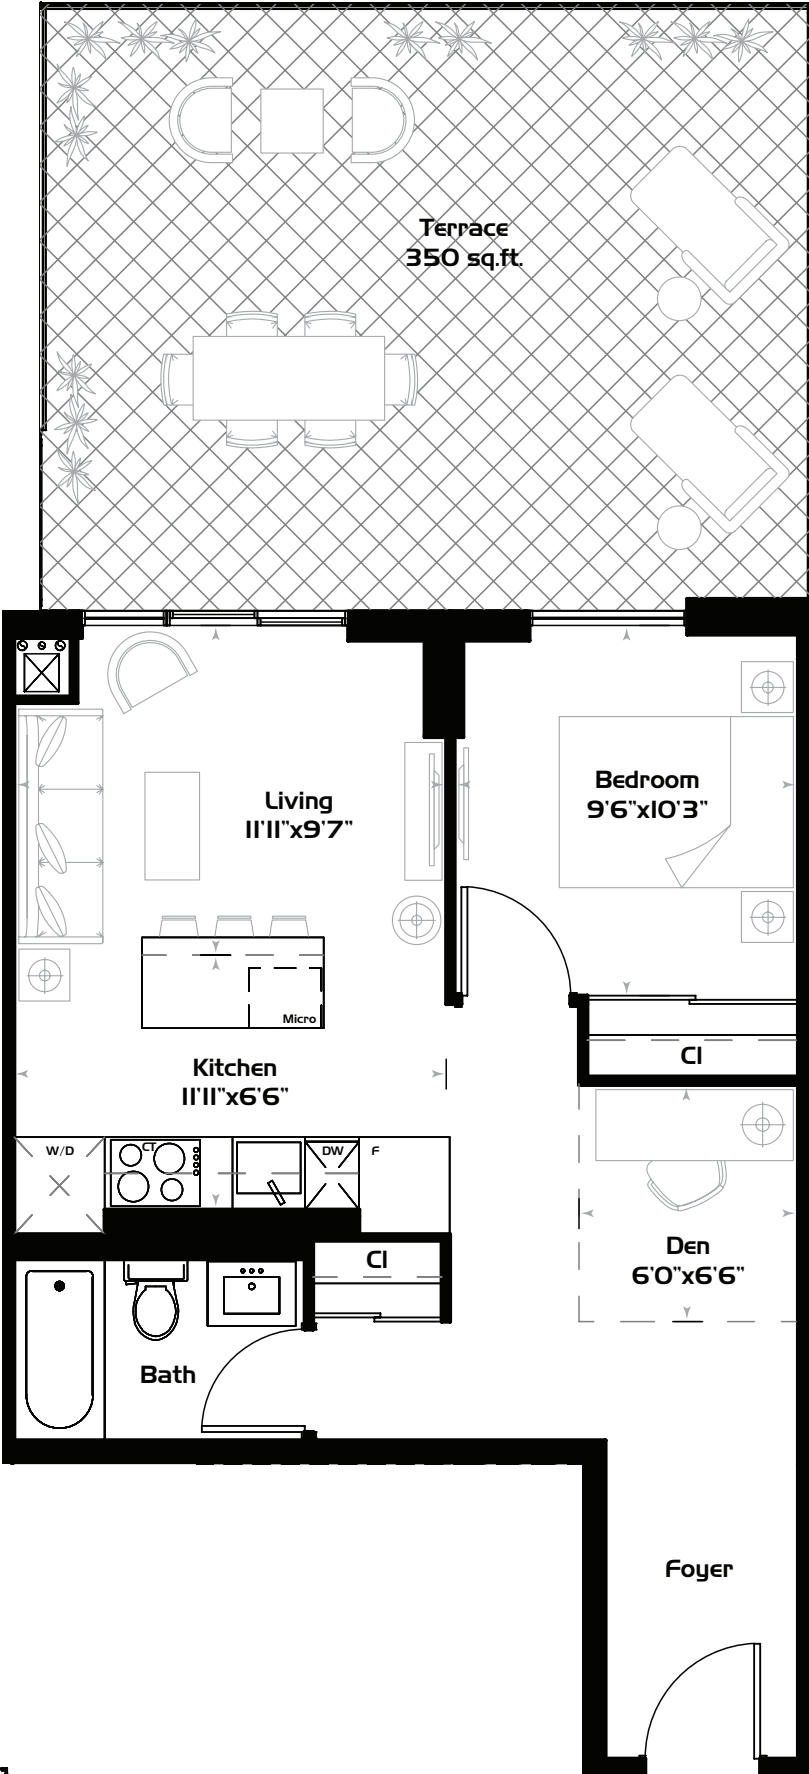 Terrace
350 sq.ft.
Living
11'11"x9'7"
Bedroom
9'6"x10'3"
Micro
Kitchen
11'11"x6'6"
Cl
W/D
CT
DW
F
Den
6'0"x6'6"
Cl
Bath
Foyer